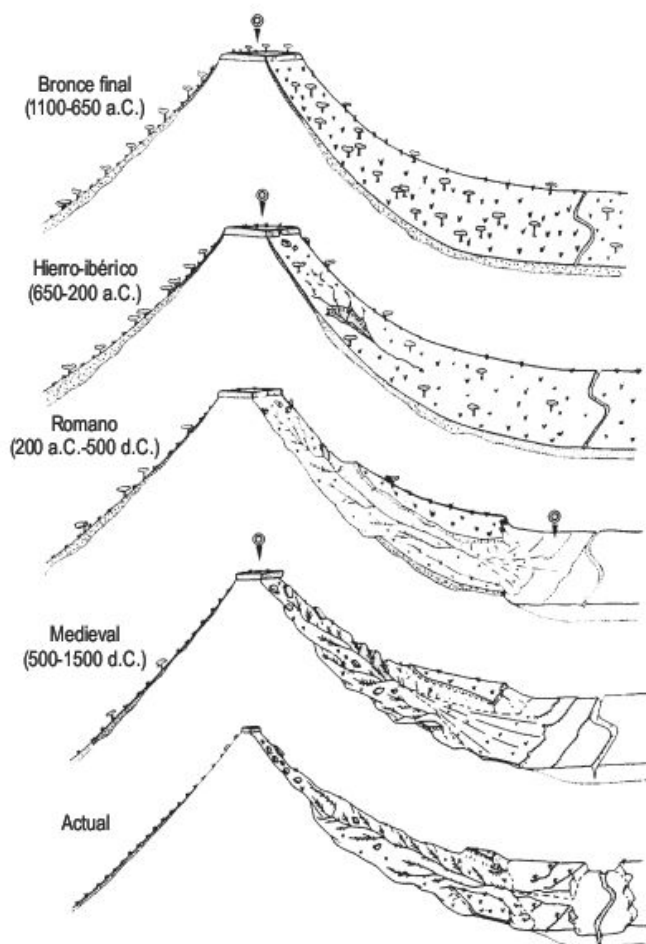 Bronce final
(1100-650 a.C.)
Hierro-ibérico
(650-200 a.C.)
Romano
(200 a.C.-500 d.C.)
Medieval
(500-1500 d.C.)
Actual